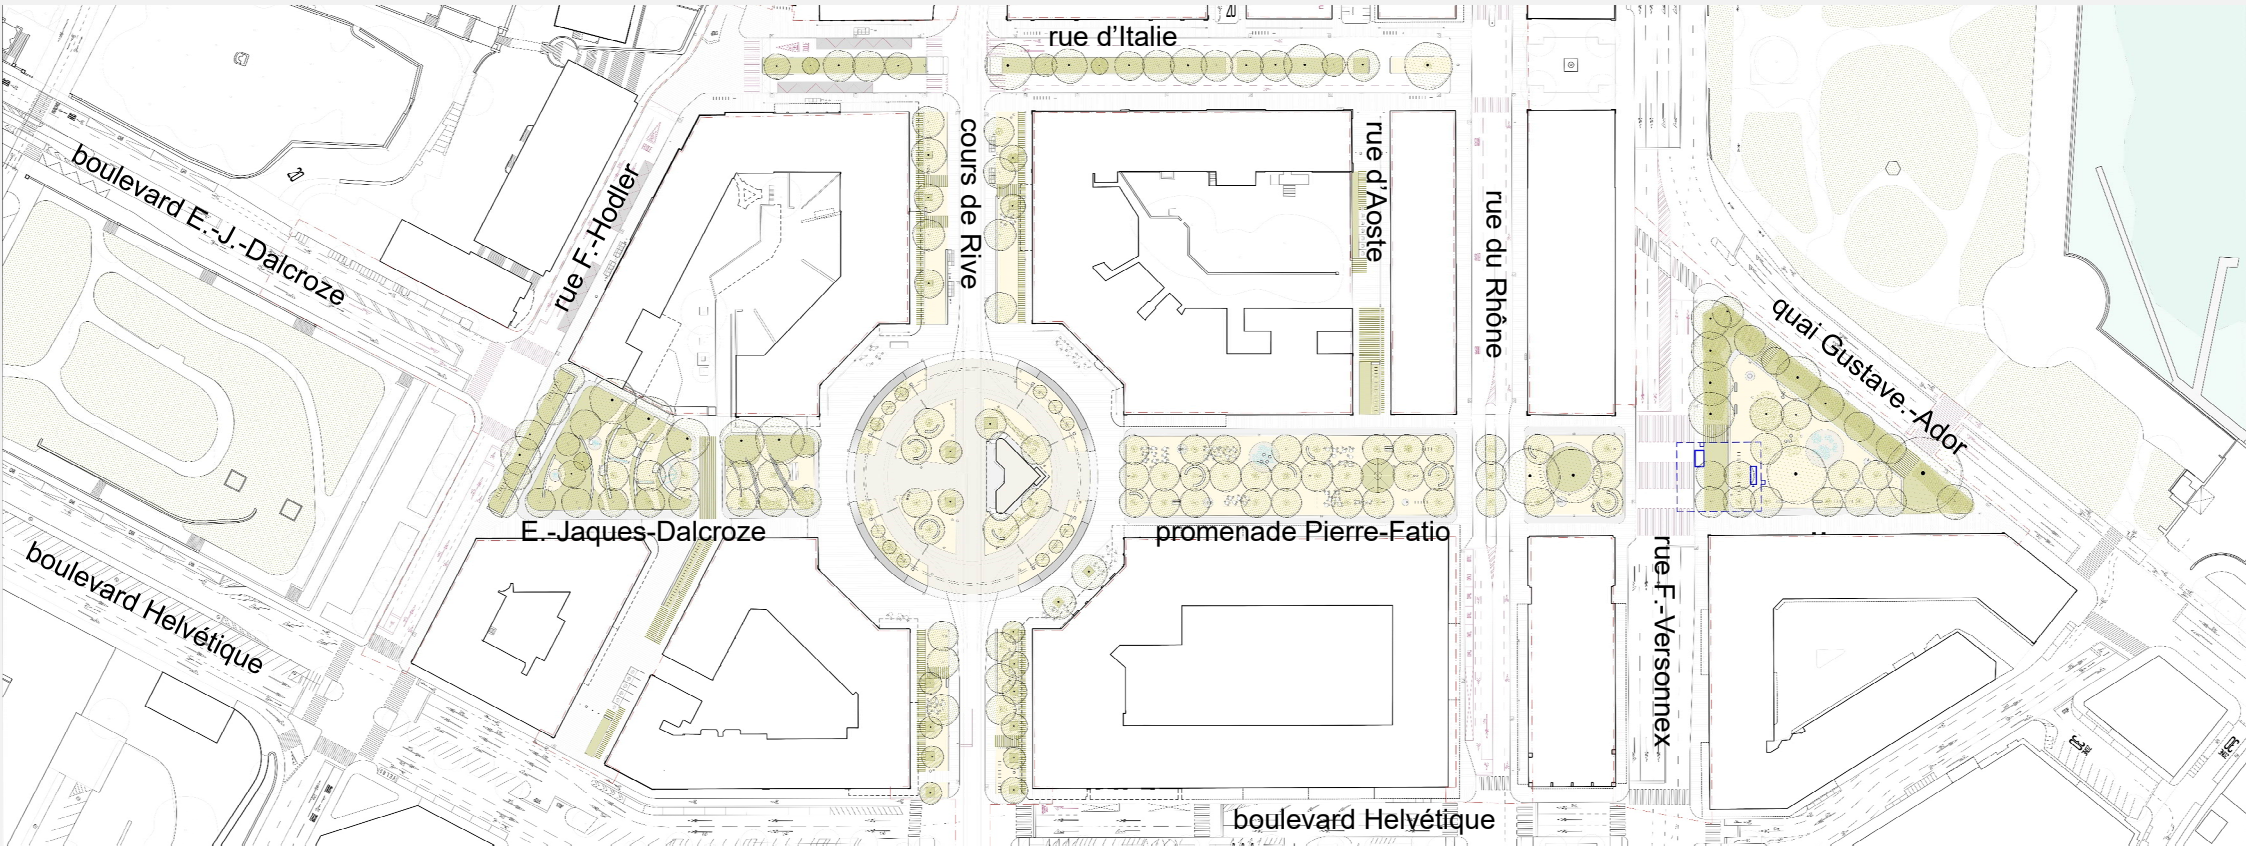 rue d'Italie
boulevard E.-J.-Dalcroze
rue F.-Hodler
cours de Rive
rue d'Aoste
rue du Rhône
quai Gustave.-Ador
E.-Jaques-Dalcroze
promenade Pierre-Fatio
boulevard Helvétique
rue F.-Versonnex
boulevard Helvétique